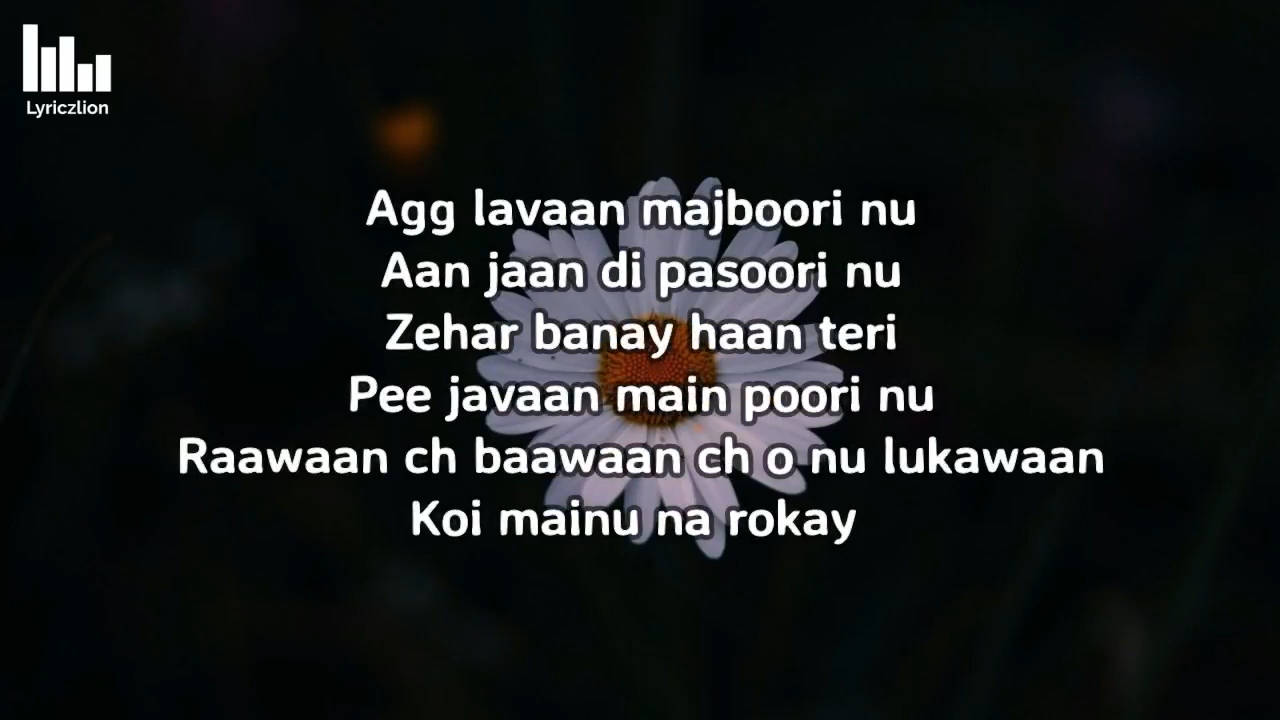 Lyriczlion
Agg lavaan majboori nu
Aan jaan di pasoori nu
Zehar banay haan teri
Pee javaan main poori nu
Raawaan ch baawaan ch o nu lukawaan
Koi mainu na rokay